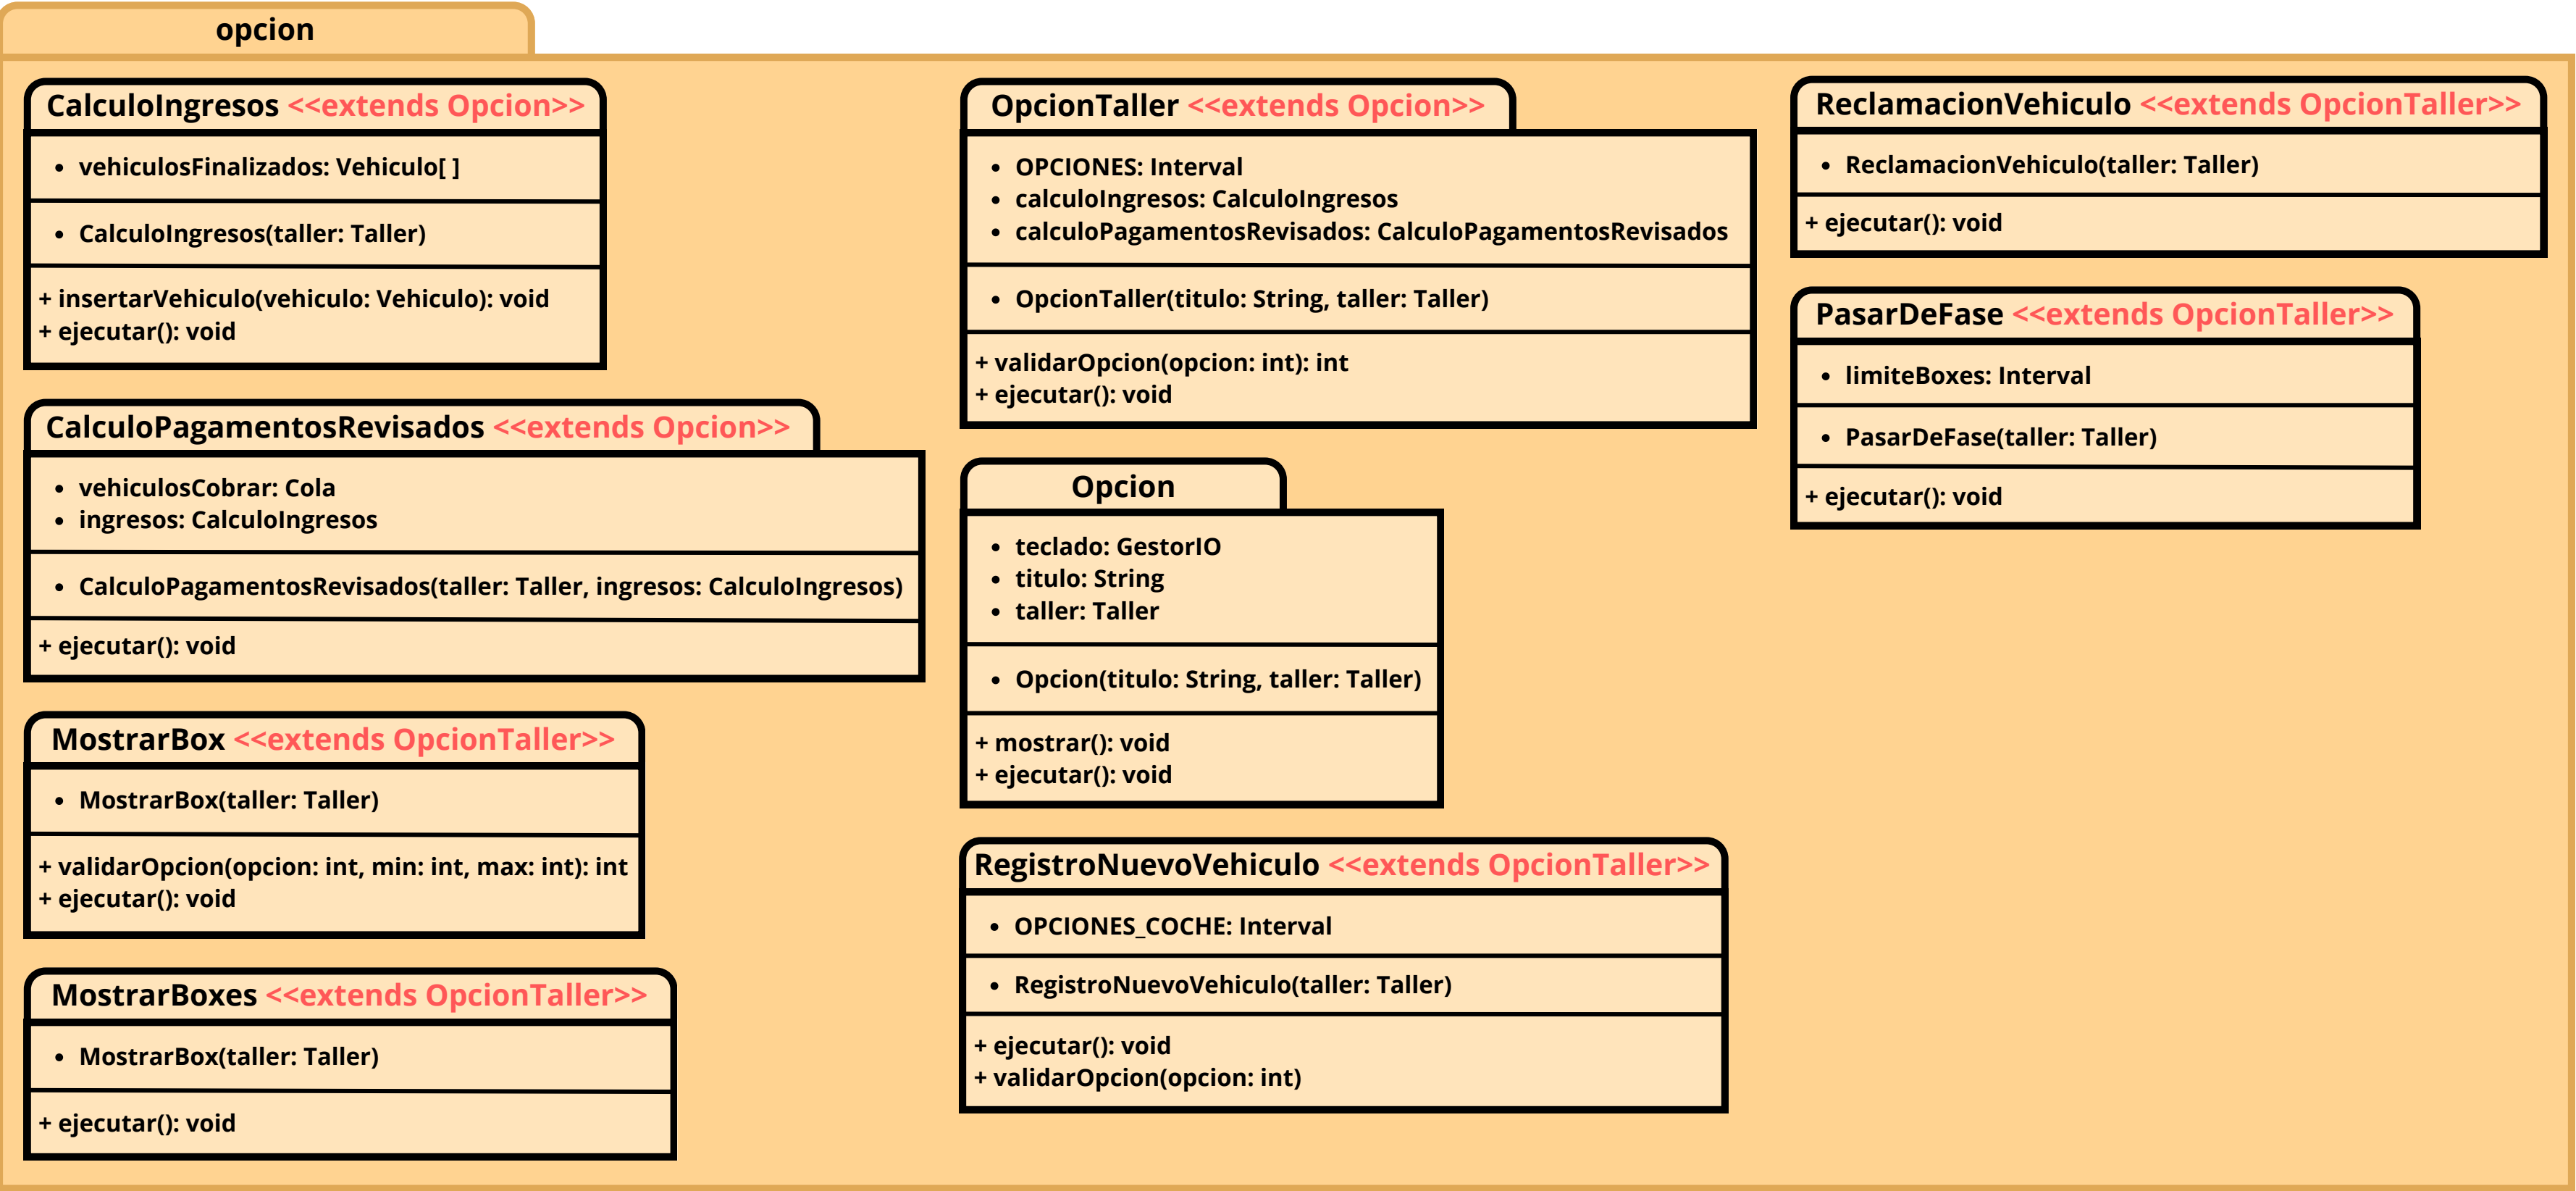 opcion
CalculoIngresos <<extends Opcion>>
• vehiculosFinalizados: Vehiculo[ ]
• CalculoIngresos(taller: Taller)
+ insertarVehiculo(vehiculo: Vehiculo): void
+ ejecutar(): void
CalculoPagamentosRevisados <<extends Opcion>>
• vehiculosCobrar: Cola
• ingresos: CalculoIngresos
• CalculoPagamentosRevisados(taller: Taller, ingresos: CalculoIngresos)
+ ejecutar(): void
MostrarBox <<extends OpcionTaller>>
• MostrarBox(taller: Taller)
+ validarOpcion(opcion: int, min: int, max: int): int
+ ejecutar(): void
MostrarBoxes <<extends OpcionTaller>>
• MostrarBox(taller: Taller)
+ ejecutar(): void
OpcionTaller <<extends Opcion>>
• OPCIONES: Interval
• calculoIngresos: CalculoIngresos
• calculoPagamentosRevisados: CalculoPagamentosRevisados
• OpcionTaller(titulo: String, taller: Taller)
+ validarOpcion(opcion: int): int
+ ejecutar(): void
Opcion
• teclado: GestorIO
• titulo: String
• taller: Taller
• Opcion(titulo: String, taller: Taller)
+ mostrar(): void
+ ejecutar(): void
RegistroNuevoVehiculo <<extends OpcionTaller>>
• OPCIONES_COCHE: Interval
• RegistroNuevoVehiculo(taller: Taller)
+ ejecutar(): void
+ validarOpcion(opcion: int)
ReclamacionVehiculo <<extends OpcionTaller>>
• ReclamacionVehiculo(taller: Taller)
+ ejecutar(): void
PasarDeFase <<extends OpcionTaller>>
• limiteBoxes: Interval
• PasarDeFase(taller: Taller)
+ ejecutar(): void